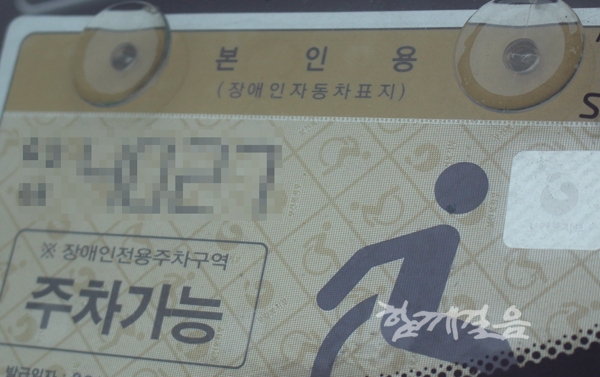 본 인 용
(장애인자동차표지)
※ 장애인전용주차구역
주차가능
함께걸음